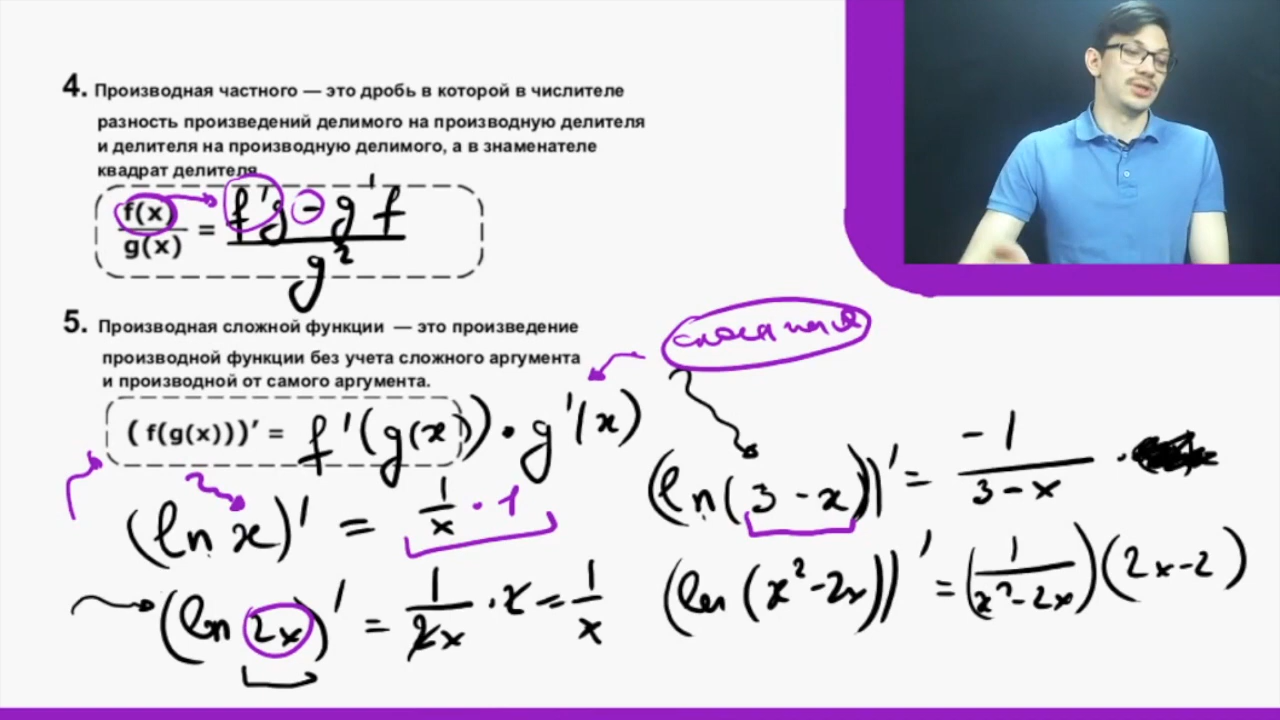 4. Производная частного — это дробь в которой в числителе
разность произведений делимого на производную делителя
и делителя на производную делимого, а в знаменателе
квадрат делителя.
f(x)/g(x) = (f'g - g'f)/g²
5. Производная сложной функции — это произведение
производной функции без учета сложного аргумента
и производной от самого аргумента.
( f(g(x)))′ = f'(g(x)) · g'(x)
(ln x)' = 1/x · 1
(ln 2x)' = 1/2x · 2 = 1/x
(ln(3 - x))' = -1/(3 - x) ·
(ln (x² - 2x))' = (1/(x² - 2x))(2x - 2)